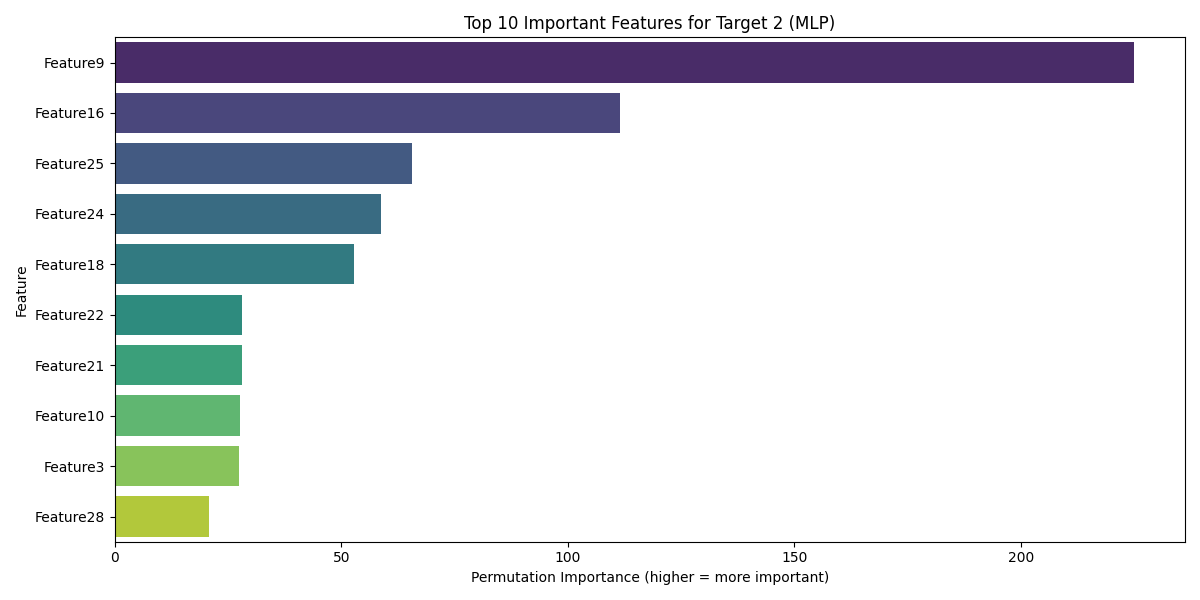 Top 10 Important Features for Target 2 (MLP)
Feature
Feature9
Feature16
Feature25
Feature24
Feature18
Feature22
Feature21
Feature10
Feature3
Feature28
0 50 100 150 200
Permutation Importance (higher = more important)